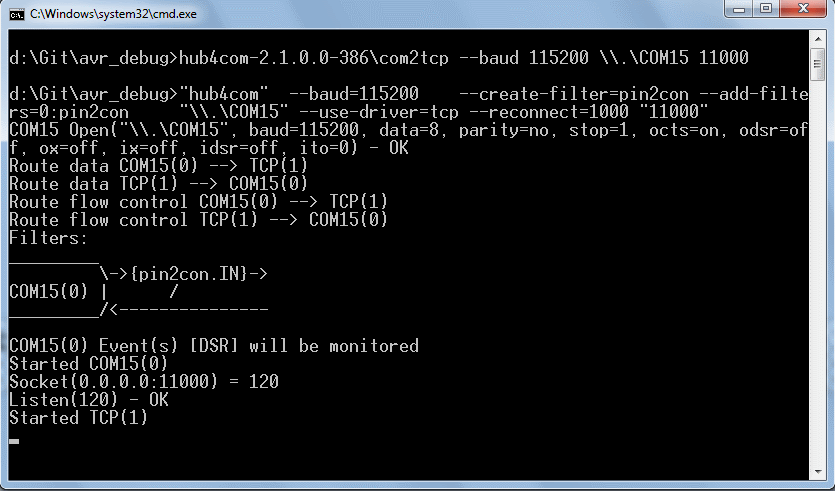 C:\Windows\system32\cmd.exe
d:\Git\avr_debug>hub4com-2.1.0.0-386\com2tcp --baud 115200 \\.\COM15 11000
d:\Git\avr_debug>"hub4com"  --baud=115200    --create-filter=pin2con --add-filte
rs=0:pin2con     "\\.\COM15" --use-driver=tcp --reconnect=1000 "11000"
COM15 Open("\\.\COM15", baud=115200, data=8, parity=no, stop=1, octs=on, odsr=of
f, ox=off, ix=off, idsr=off, ito=0) - OK
Route data COM15(0) --> TCP(1)
Route data TCP(1) --> COM15(0)
Route flow control COM15(0) --> TCP(1)
Route flow control TCP(1) --> COM15(0)
Filters:
_________
         \->{pin2con.IN}->
COM15(0) |      /
_________/<---------------
COM15(0) Event(s) [DSR] will be monitored
Started COM15(0)
Socket(0.0.0.0:11000) = 120
Listen(120) - OK
Started TCP(1)